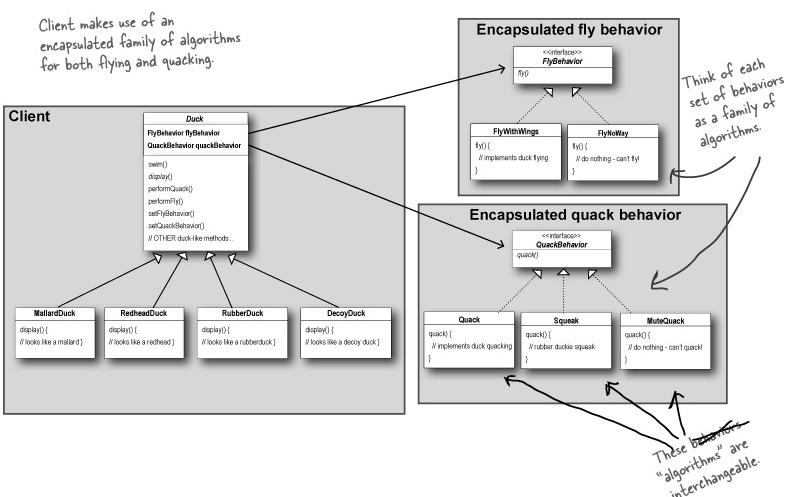 Client makes use of an
encapsulated family of algorithms
for both flying and quacking.
Encapsulated fly behavior
<<interface>>
FlyBehavior
fly()
FlyWithWings
fly() {
// implements duck flying
}
FlyNoWay
fly() {
// do nothing - can't fly!
}
Think of each
set of behaviors
as a family of
algorithms.
Client
Duck
FlyBehavior flyBehavior
QuackBehavior quackBehavior
swim()
display()
performQuack()
performFly()
setFlyBehavior()
setQuackBehavior()
// OTHER duck-like methods...
MallardDuck
display() {
// looks like a mallard }
RedheadDuck
display() {
// looks like a redhead }
RubberDuck
display() {
// looks like a rubberduck }
DecoyDuck
display() {
// looks like a decoy duck }
Encapsulated quack behavior
<<interface>>
QuackBehavior
quack()
Quack
quack) {
// implements duck quacking
}
Squeak
quack() {
// rubber duckie squeak
}
MuteQuack
quack() {
// do nothing - can't quack!
}
These behaviors
"algorithms" are
interchangeable.